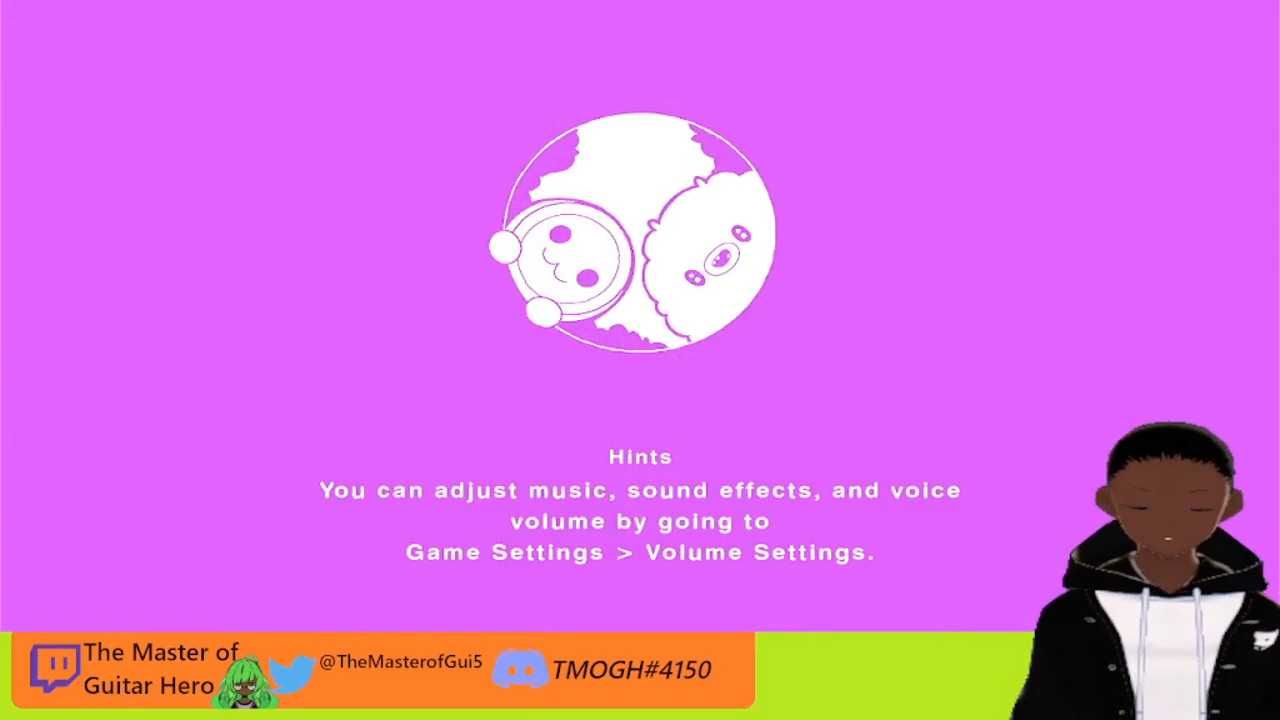 Hints
You can adjust music, sound effects, and voice
volume by going to
Game Settings > Volume Settings.
The Master of
Guitar Hero
@TheMasterofGui5
TMOGH#4150